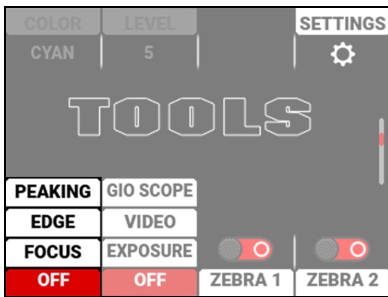 COLOR LEVEL SETTINGS
CYAN 5
TOOLS
PEAKING GIO SCOPE
EDGE VIDEO
FOCUS EXPOSURE
OFF OFF ZEBRA 1 ZEBRA 2